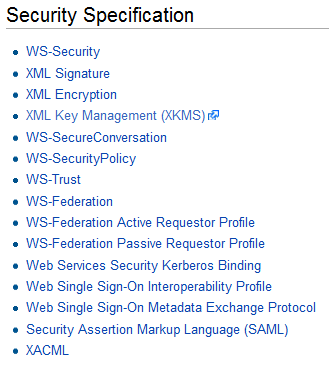 Security Specification
WS-Security
XML Signature
XML Encryption
XML Key Management (XKMS)
WS-SecureConversation
WS-SecurityPolicy
WS-Trust
WS-Federation
WS-Federation Active Requestor Profile
WS-Federation Passive Requestor Profile
Web Services Security Kerberos Binding
Web Single Sign-On Interoperability Profile
Web Single Sign-On Metadata Exchange Protocol
Security Assertion Markup Language (SAML)
XACML